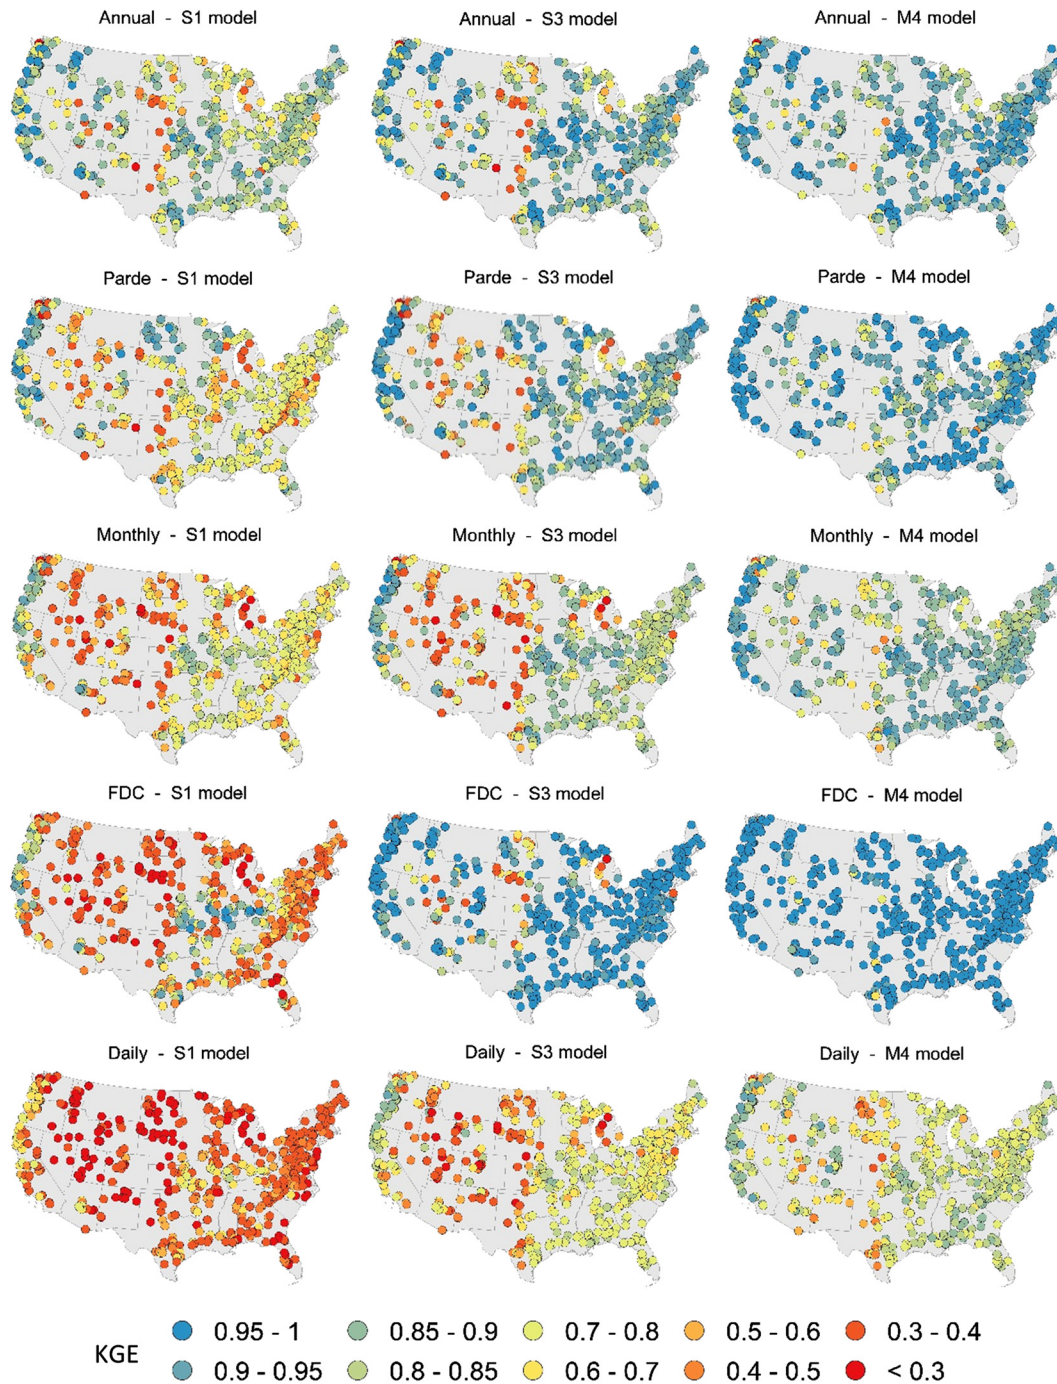 Annual - S1 model
Annual - S3 model
Annual - M4 model
Parde - S1 model
Parde - S3 model
Parde - M4 model
Monthly - S1 model
Monthly - S3 model
Monthly - M4 model
FDC - S1 model
FDC - S3 model
FDC - M4 model
Daily - S1 model
Daily - S3 model
Daily - M4 model
KGE
0.95 - 1
0.85 - 0.9
0.7 - 0.8
0.5 - 0.6
0.3 - 0.4
0.9 - 0.95
0.8 - 0.85
0.6 - 0.7
0.4 - 0.5
< 0.3